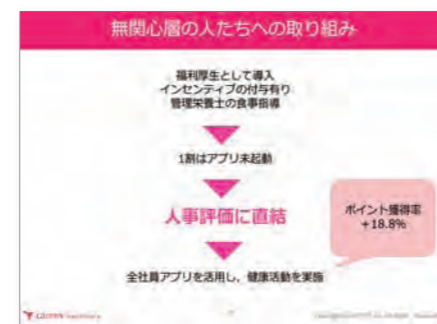 無関心層の人たちへの取り組み
福利厚生として導入
インセンティブの付与有り
管理栄養士の食事指導
1割はアプリ未起動
人事評価に直結
ポイント獲得率
+18.8%
全社員アプリを活用し、健康活動を実施